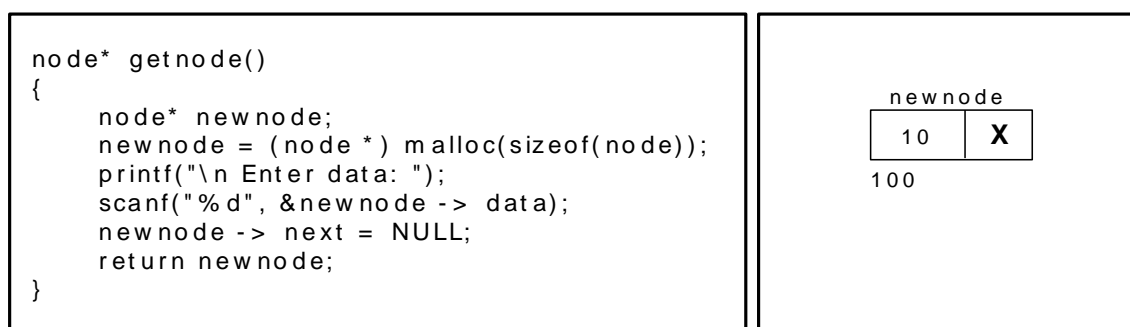 node* getnode()
{
node* newnode;
newnode = (node *) malloc(sizeof(node));
printf("\n Enter data: ");
scanf("%d", &newnode -> data);
newnode -> next = NULL;
return newnode;
}
newnode
10 X
100